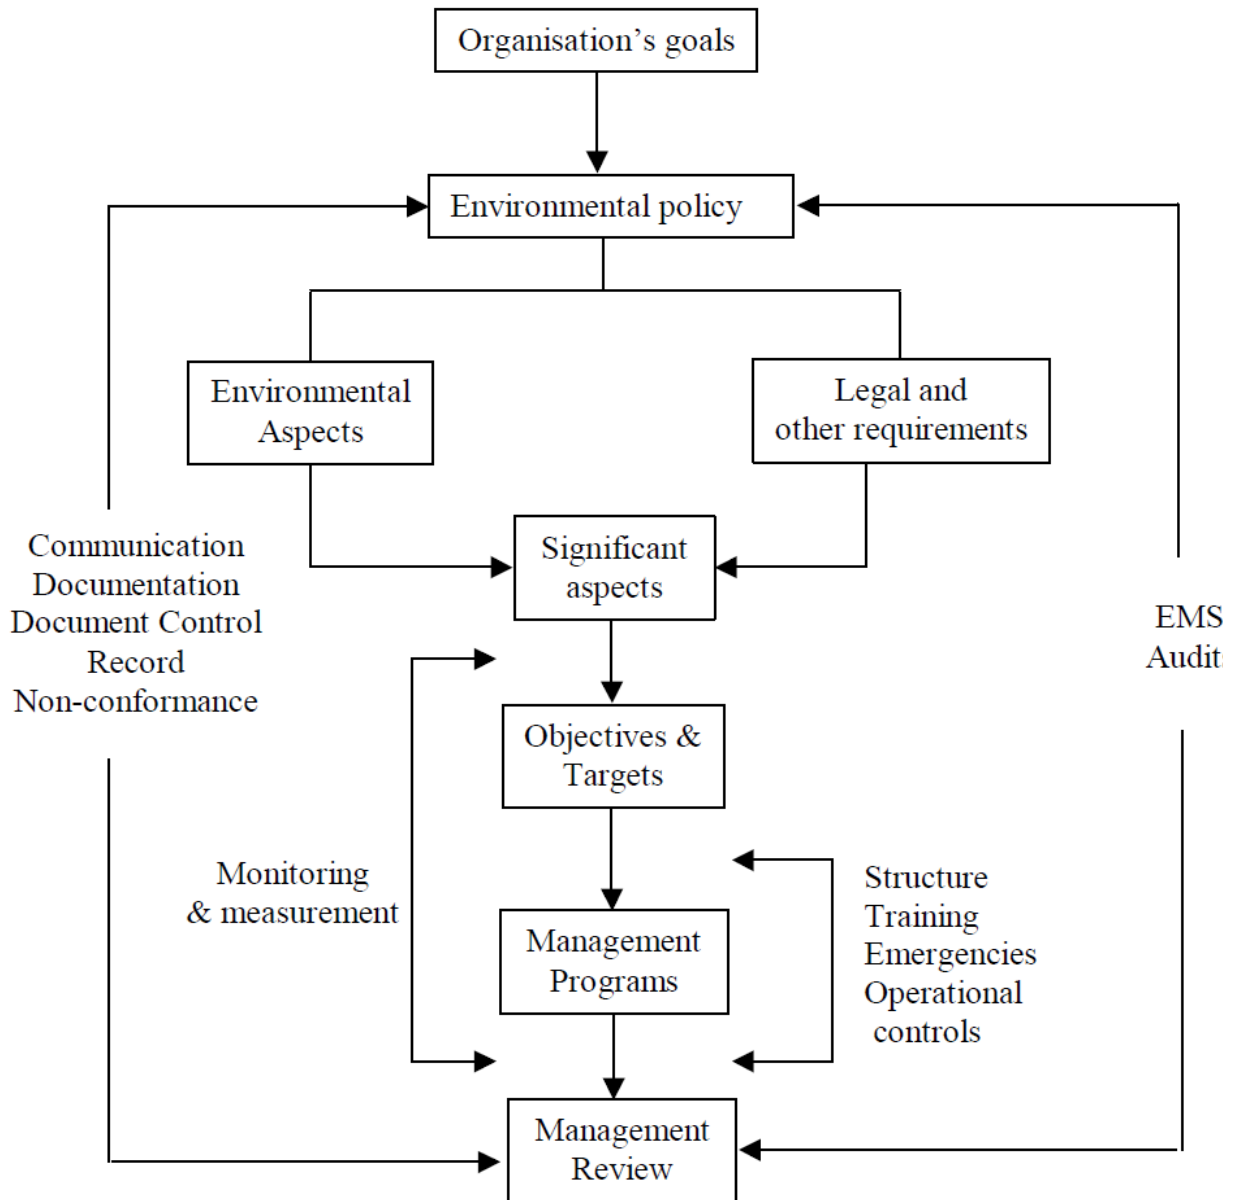 Organisation’s goals
Environmental policy
Environmental
Aspects
Legal and
other requirements
Communication
Documentation
Document Control
Record
Non-conformance
Significant
aspects
EMS
Audit
Objectives &
Targets
Monitoring
& measurement
Structure
Training
Emergencies
Operational
controls
Management
Programs
Management
Review